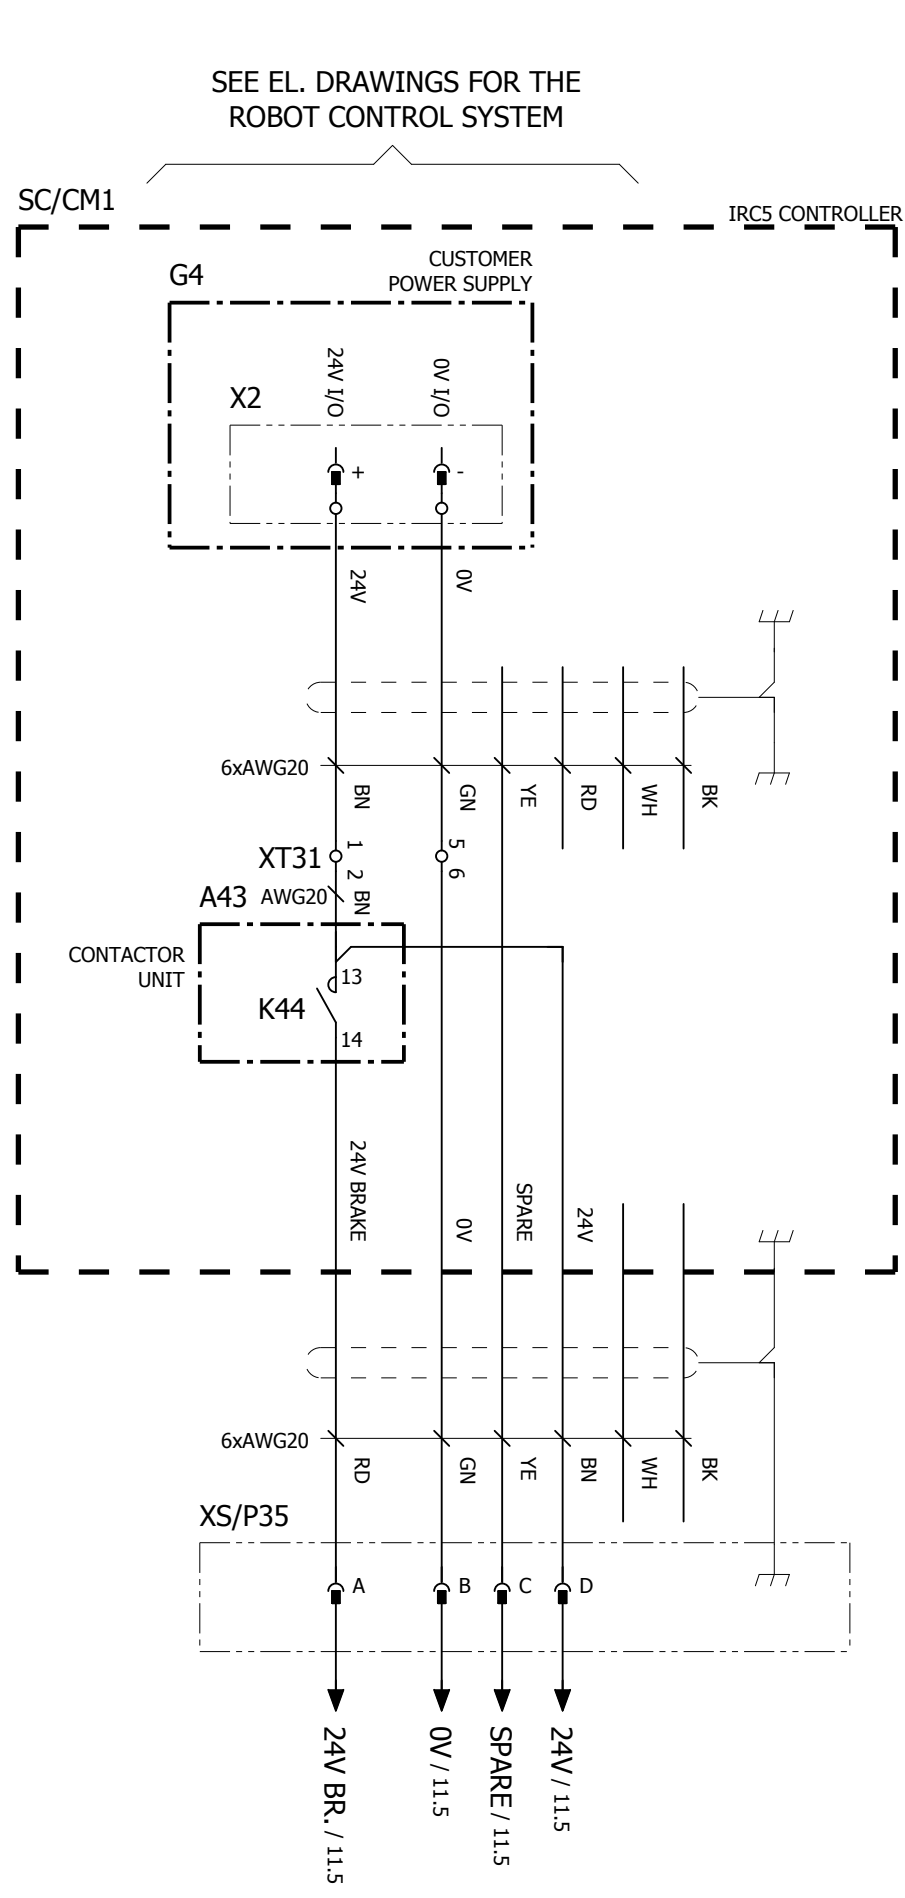 SEE EL. DRAWINGS FOR THE
ROBOT CONTROL SYSTEM
SC/CM1
IRC5 CONTROLLER
G4
CUSTOMER
POWER SUPPLY
24V I/O
0V I/O
X2
+
-
24V
0V
6xAWG20
BN
GN
YE
RD
WH
BK
XT31
1
2
5
6
A43
AWG20
BN
CONTACTOR
UNIT
K44
13
14
24V BRAKE
0V
SPARE
24V
6xAWG20
RD
GN
YE
BN
WH
BK
XS/P35
A
B
C
D
24V BR. / 11.5
0V / 11.5
SPARE / 11.5
24V / 11.5